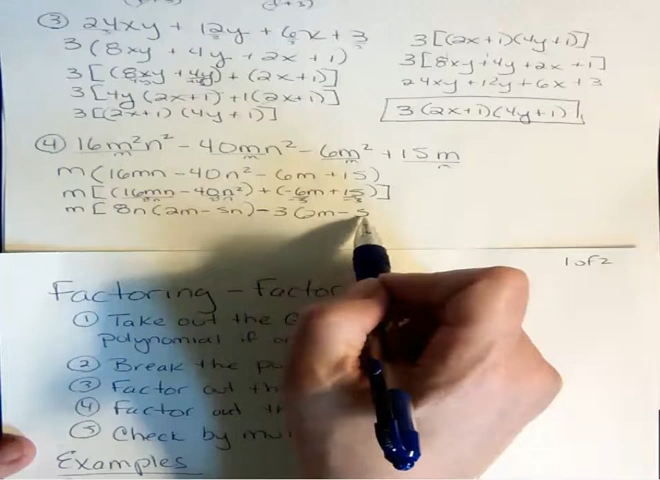 ③ 24xy + 12y + 6x + 3
3(8xy + 4y + 2x + 1)
3[(8xy + 4y) + (2x + 1)]
3[4y(2x+1) + 1(2x+1)]
3[(2x+1)(4y+1)]
3[(2x+1)(4y+1)]
3[8xy+4y+2x+1]
24xy+12y+6x+3
3(2x+1)(4y+1)
④ 16m²n² - 40mn² - 6m² + 15m
m(16mn - 40n² - 6m + 15)
m[(16mn - 40n²) + (-6m + 15)]
m[8n(2m - 5n) - 3(2m - 5
1 of 2
Factoring - Factor
① Take out the
polynomial if
② Break the
③ Factor out
④ Factor out
⑤ Check by
Examples